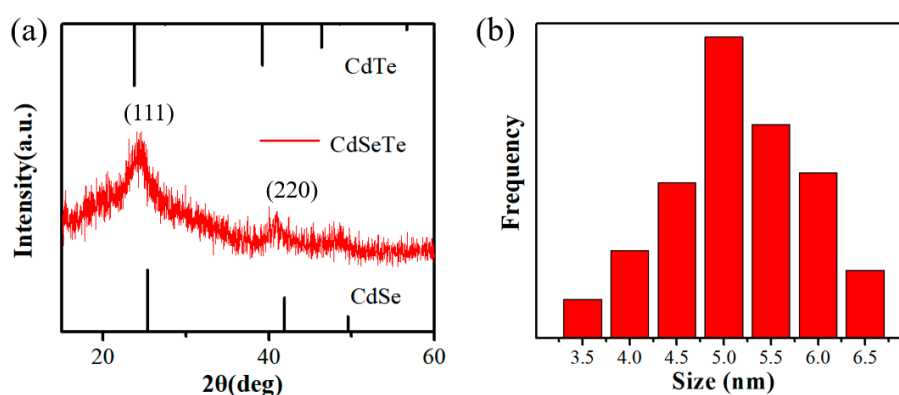 (a)
CdTe
(111)
CdSeTe
(220)
CdSe
Intensity(a.u.)
20
40
60
2θ(deg)
(b)
Frequency
3.5
4.0
4.5
5.0
5.5
6.0
6.5
Size (nm)